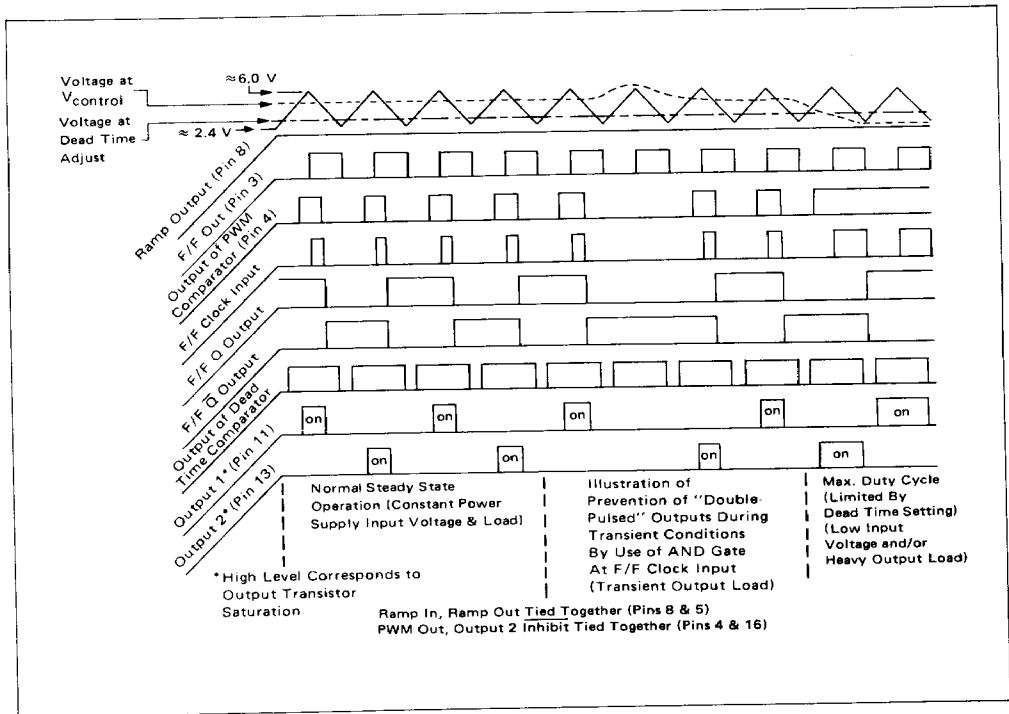 Voltage at
Vcontrol
≈6.0 V
Voltage at
Dead Time
Adjust
≈ 2.4 V
Ramp Output (Pin 8)
F/F Out (Pin 3)
Output of PWM
Comparator (Pin 4)
F/F Clock Input
F/F Q Output
F/F Q̅ Output
Output of Dead
Time Comparator
Output 1* (Pin 11)
on on on on on
Output 2* (Pin 13)
on on on on
Normal Steady State
Operation (Constant Power
Supply Input Voltage & Load)
Illustration of
Prevention of "Double-
Pulsed" Outputs During
Transient Conditions
By Use of AND Gate
At F/F Clock Input
(Transient Output Load)
Max. Duty Cycle
(Limited By
Dead Time Setting)
(Low Input
Voltage and/or
Heavy Output Load)
*High Level Corresponds to
Output Transistor
Saturation
Ramp In, Ramp Out Tied Together (Pins 8 & 5)
PWM Out, Output 2 I̅n̅h̅i̅b̅i̅t̅ Tied Together (Pins 4 & 16)